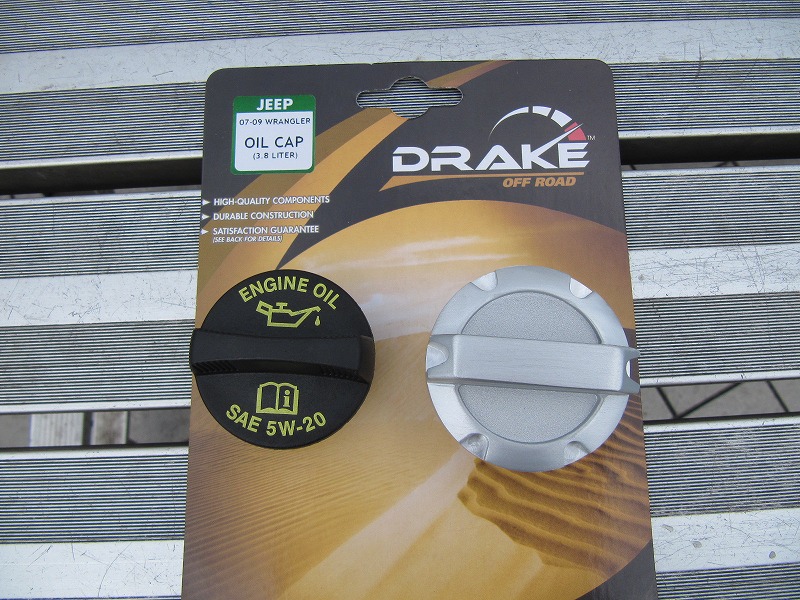 JEEP
07-09 WRANGLER
OIL CAP
(3.8 LITER)
DRAKE™
OFF ROAD
HIGH-QUALITY COMPONENTS
DURABLE CONSTRUCTION
SATISFACTION GUARANTEE
(SEE BACK FOR DETAILS)
ENGINE OIL
i
SAE 5W-20